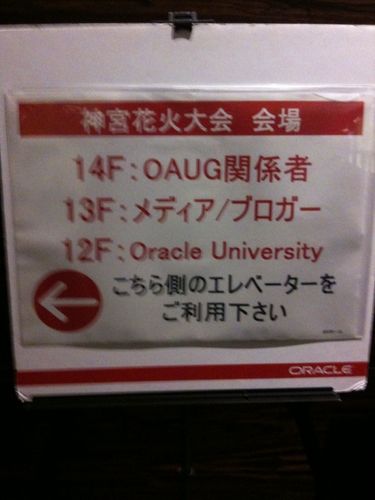 神宮花火大会 会場
14F:OAUG関係者
13F:メディア/ブロガー
12F:Oracle University
こちら側のエレベーターを
ご利用下さい
ORACLE